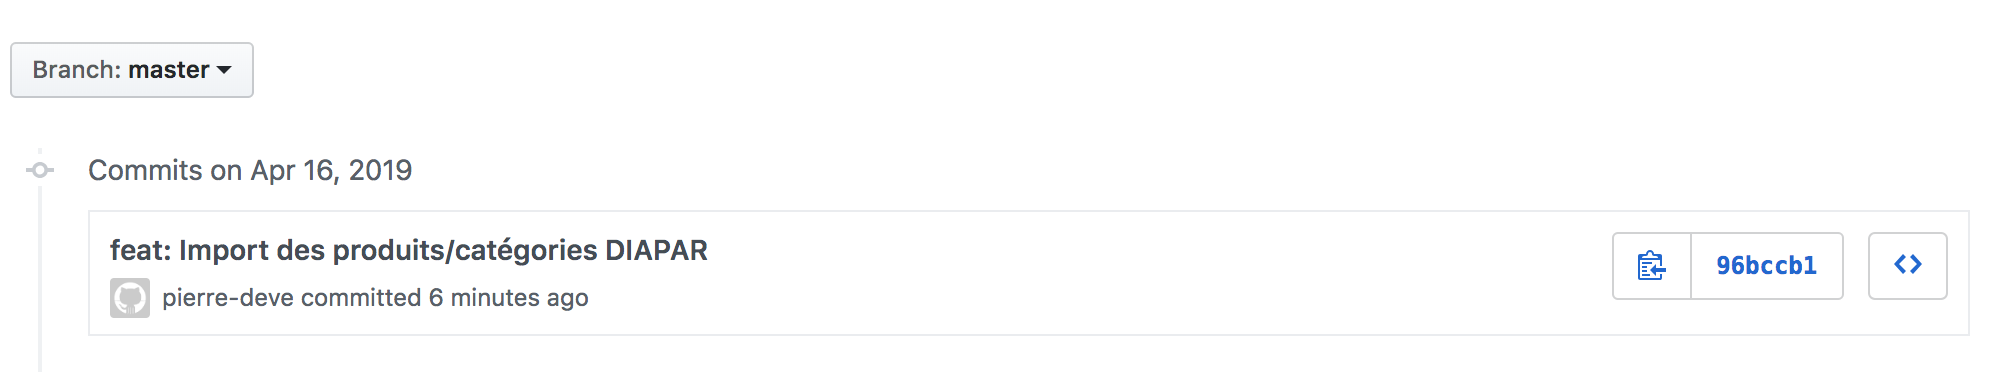 Branch: master
Commits on Apr 16, 2019
feat: Import des produits/catégories DIAPAR
96bccb1
pierre-deve committed 6 minutes ago